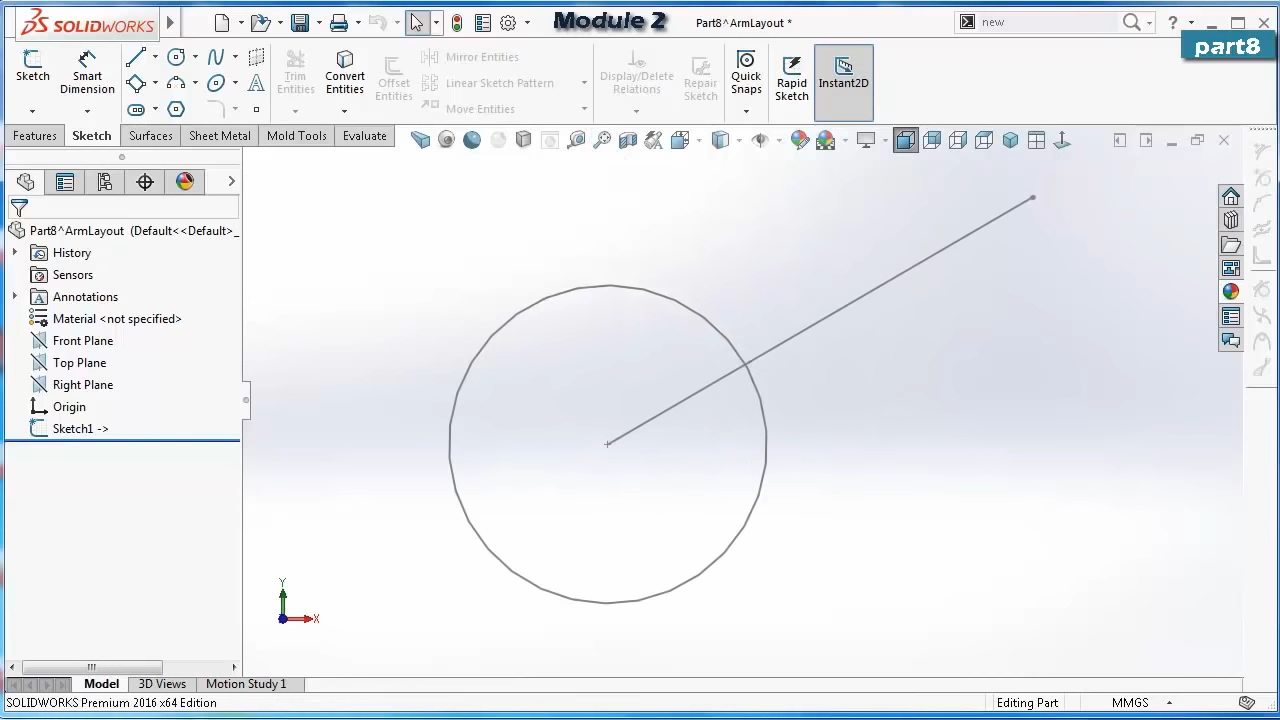 SOLIDWORKS
Module 2
Part8^ArmLayout *
new
part8
Sketch
Smart Dimension
Trim Entities
Convert Entities
Offset Entities
Mirror Entities
Linear Sketch Pattern
Move Entities
Display/Delete Relations
Repair Sketch
Quick Snaps
Rapid Sketch
Instant2D
Features
Sketch
Surfaces
Sheet Metal
Mold Tools
Evaluate
Part8^ArmLayout (Default<<Default>_
History
Sensors
Annotations
Material <not specified>
Front Plane
Top Plane
Right Plane
Origin
Sketch1 ->
Y
X
Model
3D Views
Motion Study 1
SOLIDWORKS Premium 2016 x64 Edition
Editing Part
MMGS